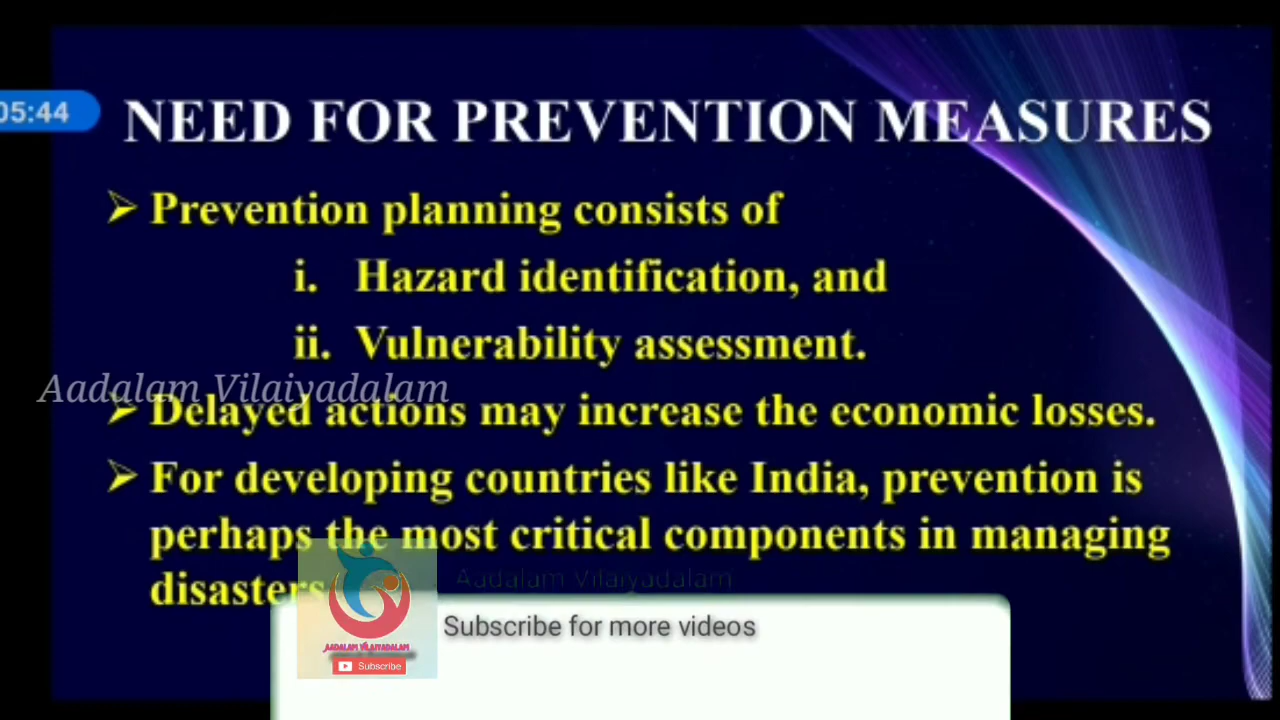 05:44
NEED FOR PREVENTION MEASURES
➢ Prevention planning consists of
i. Hazard identification, and
ii. Vulnerability assessment.
Aadalam Vilaiyadalam
➢ Delayed actions may increase the economic losses.
➢ For developing countries like India, prevention is
perhaps the most critical components in managing
disasters
Aadalam Vilaiyadalam
Subscribe for more videos
AADALAM VILAIYADALAM
Subscribe